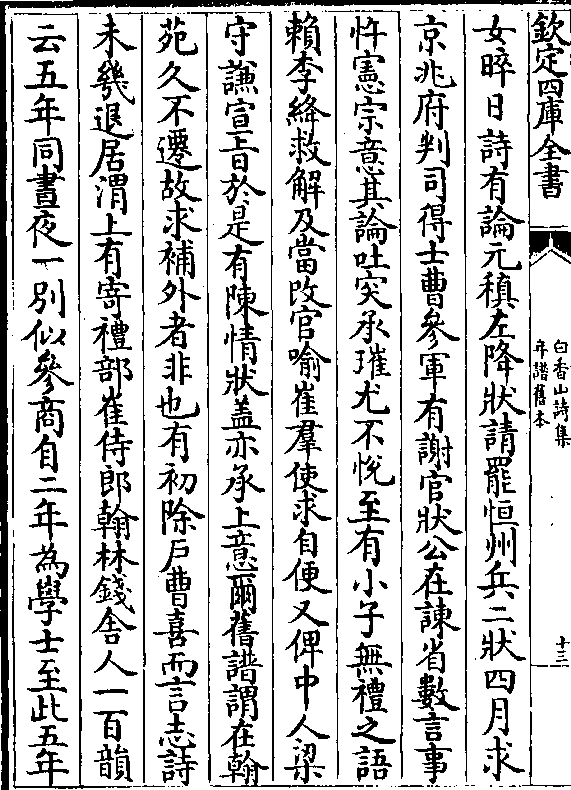 欽定四庫全書
白香山詩集
年譜舊本
十三
女晬日詩有論元稹左降狀請罷恒州兵二狀四月求
京兆府判司得士曹參軍有謝官狀公在諫省數言事
忤憲宗意其論吐突承璀尤不悅至有小子無禮之語
賴李絳救解及當改官喻崔羣使求自便又俾中人梁
守謙宣旨於是有陳情狀蓋亦承上意爾舊譜謂在翰
苑久不遷故求補外者非也有初除戶曹喜而言志詩
未幾退居渭上有寄禮部崔侍郎翰林錢舍人一百韻
云五年同晝夜一別似參商自二年為學士至此五年